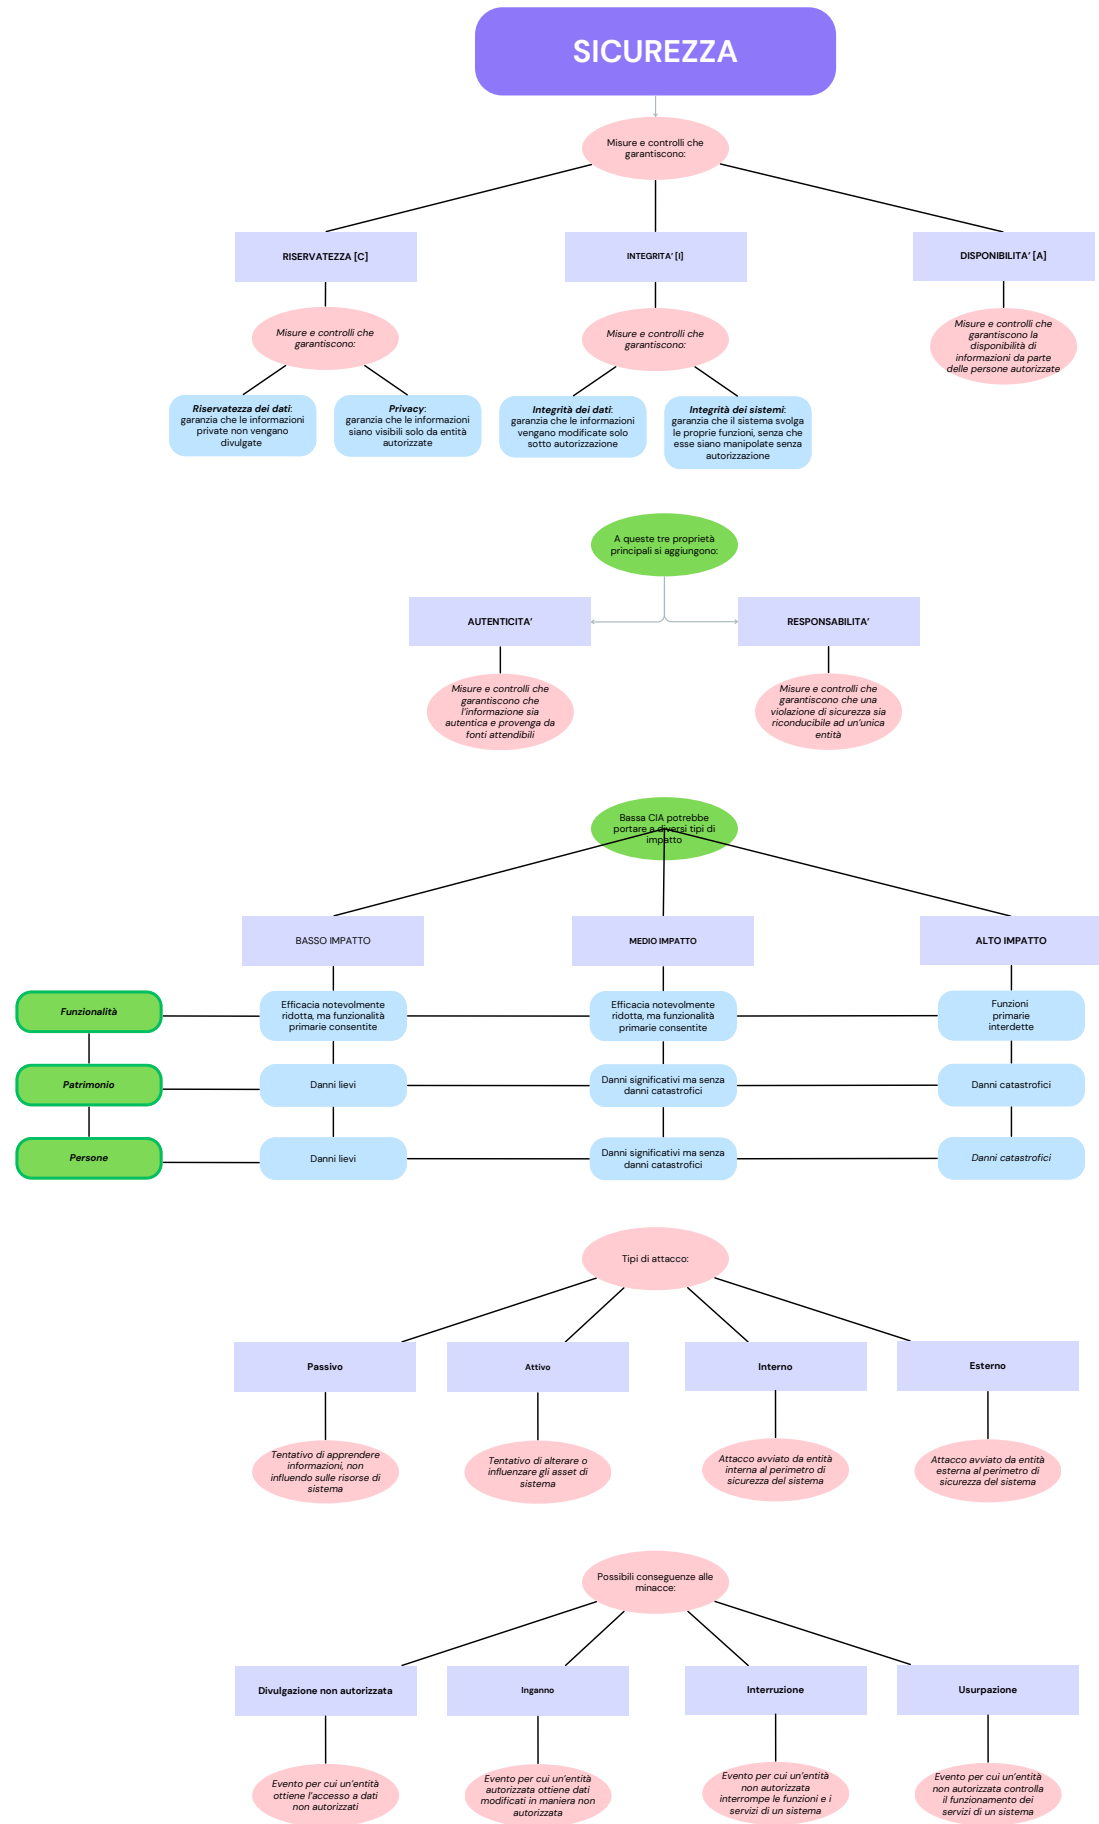 SICUREZZA
Misure e controlli che
garantiscono:
RISERVATEZZA [C]
INTEGRITA' [I]
DISPONIBILITA' [A]
Misure e controlli che
garantiscono:
Misure e controlli che
garantiscono:
Misure e controlli che
garantiscono la
disponibilità di
informazioni da parte
delle persone autorizzate
Riservatezza dei dati:
garanzia che le informazioni
private non vengano
divulgate
Privacy:
garanzia che le informazioni
siano visibili solo da entità
autorizzate
Integrità dei dati:
garanzia che le informazioni
vengano modificate solo
sotto autorizzazione
Integrità dei sistemi:
garanzia che il sistema svolga
le proprie funzioni, senza che
esse siano manipolate senza
autorizzazione
A queste tre proprietà
principali si aggiungono:
AUTENTICITA'
RESPONSABILITA'
Misure e controlli che
garantiscono che
l'informazione sia
autentica e provenga da
fonti attendibili
Misure e controlli che
garantiscono che una
violazione di sicurezza sia
riconducibile ad un'unica
entità
Bassa CIA potrebbe
portare a diversi tipi di
impatto
BASSO IMPATTO
MEDIO IMPATTO
ALTO IMPATTO
Funzionalità
Efficacia notevolmente
ridotta, ma funzionalità
primarie consentite
Efficacia notevolmente
ridotta, ma funzionalità
primarie consentite
Funzioni
primarie
interdette
Patrimonio
Danni lievi
Danni significativi ma senza
danni catastrofici
Danni catastrofici
Persone
Danni lievi
Danni significativi ma senza
danni catastrofici
Danni catastrofici
Tipi di attacco:
Passivo
Attivo
Interno
Esterno
Tentativo di apprendere
informazioni, non
influendo sulle risorse di
sistema
Tentativo di alterare o
influenzare gli asset di
sistema
Attacco avviato da entità
interna al perimetro di
sicurezza del sistema
Attacco avviato da entità
esterna al perimetro di
sicurezza del sistema
Possibili conseguenze alle
minacce:
Divulgazione non autorizzata
Inganno
Interruzione
Usurpazione
Evento per cui un'entità
ottiene l'accesso a dati
non autorizzati
Evento per cui un'entità
autorizzata ottiene dati
modificati in maniera non
autorizzata
Evento per cui un'entità
non autorizzata
interrompe le funzioni e i
servizi di un sistema
Evento per cui un'entità
non autorizzata controlla
il funzionamento dei
servizi di un sistema